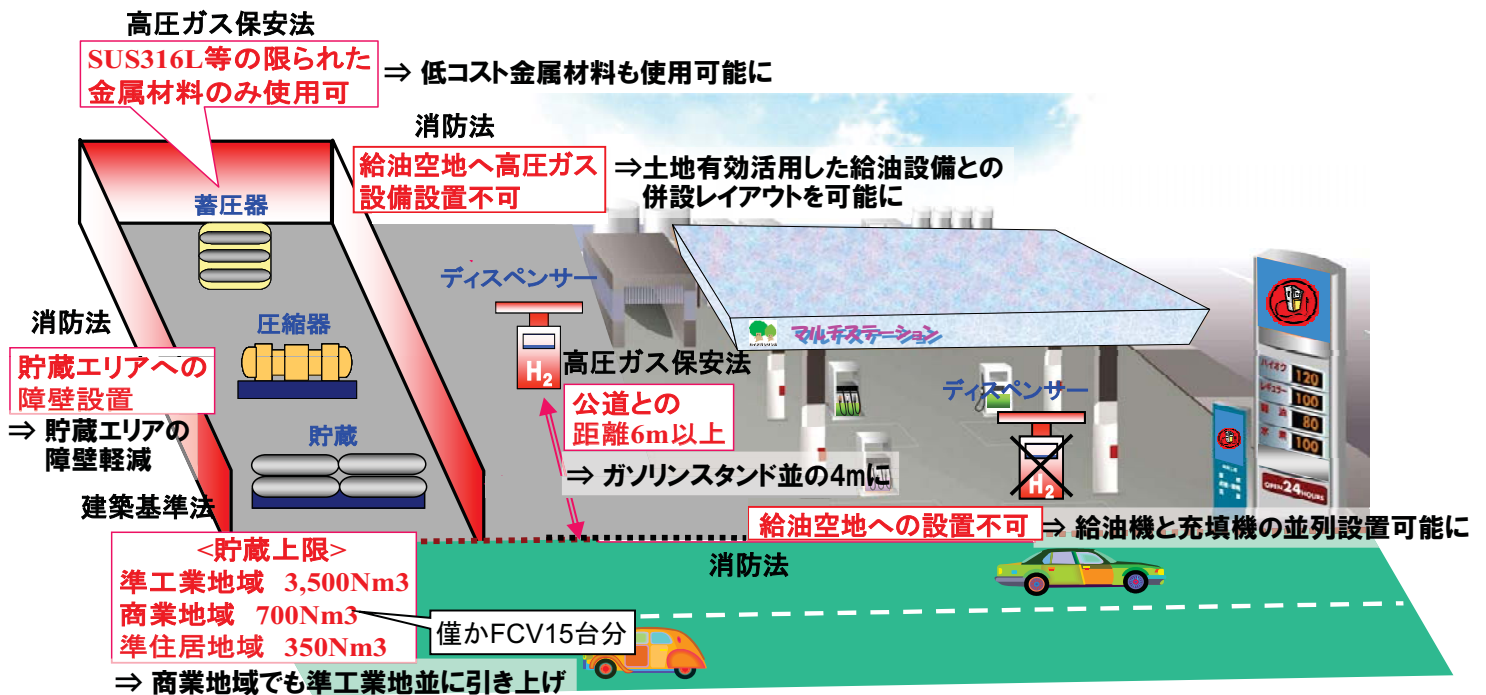 高圧ガス保安法
SUS316L等の限られた
金属材料のみ使用可
⇒ 低コスト金属材料も使用可能に
消防法
給油空地へ高圧ガス
設備設置不可
⇒土地有効活用した給油設備との
併設レイアウトを可能に
蓄圧器
ディスペンサー
消防法
圧縮器
マルチステーション
貯蔵エリアへの
障壁設置
H2
高圧ガス保安法
ディスペンサー
ハイオク 120
レギュラー 100
軽油 80
水素 100
公道との
距離6m以上
⇒ 貯蔵エリアの
障壁軽減
貯蔵
⇒ ガソリンスタンド並の4mに
H2
OPEN 24 HOURS
建築基準法
給油空地への設置不可
⇒ 給油機と充填機の並列設置可能に
<貯蔵上限>
準工業地域 3,500Nm3
商業地域 700Nm3
準住居地域 350Nm3
消防法
僅かFCV15台分
⇒ 商業地域でも準工業地並に引き上げ